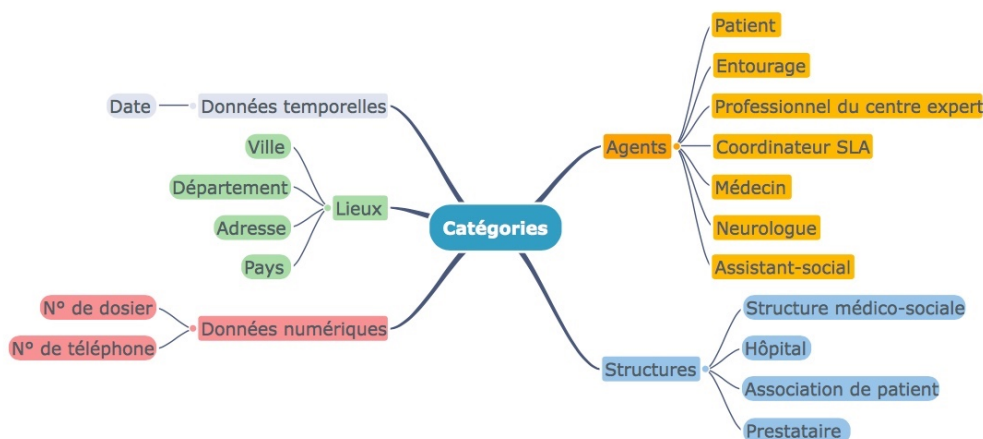 Catégories
Données temporelles
Date
Lieux
Ville
Département
Adresse
Pays
Données numériques
N° de dosier
N° de téléphone
Agents
Patient
Entourage
Professionnel du centre expert
Coordinateur SLA
Médecin
Neurologue
Assistant-social
Structures
Structure médico-sociale
Hôpital
Association de patient
Prestataire